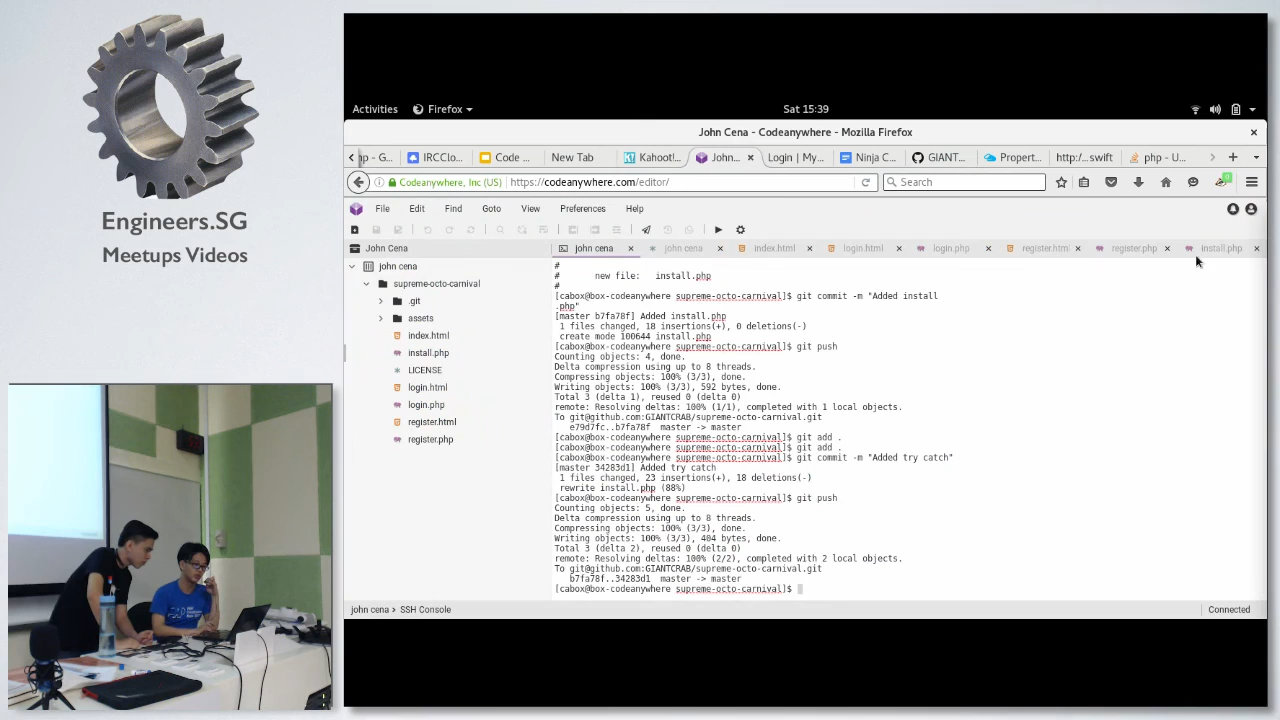 Engineers.SG
Meetups Videos
Activities Firefox Sat 15:39
John Cena - Codeanywhere - Mozilla Firefox
p - G... IRCClo... Code ... New Tab Kahoot!... John... Login | My... Ninja C... GIANT... Propert... http:/...swift php - U...
Codeanywhere, Inc (US) https://codeanywhere.com/editor/ Search
File Edit Find Goto View Preferences Help
John Cena john cena john cena index.html login.html login.php register.html register.php install.php
john cena
supreme-octo-carnival
.git
assets
index.html
install.php
LICENSE
login.html
login.php
register.html
register.php
#
# new file: install.php
#
[cabox@box-codeanywhere supreme-octo-carnival]$ git commit -m "Added install
.php"
[master b7fa78f] Added install.php
1 files changed, 18 insertions(+), 0 deletions(-)
create mode 100644 install.php
[cabox@box-codeanywhere supreme-octo-carnival]$ git push
Counting objects: 4, done.
Delta compression using up to 8 threads.
Compressing objects: 100% (3/3), done.
Writing objects: 100% (3/3), 592 bytes, done.
Total 3 (delta 1), reused 0 (delta 0)
remote: Resolving deltas: 100% (1/1), completed with 1 local objects.
To git@github.com:GIANTCRAB/supreme-octo-carnival.git
e79d7fc..b7fa78f master -> master
[cabox@box-codeanywhere supreme-octo-carnival]$ git add .
[cabox@box-codeanywhere supreme-octo-carnival]$ git add .
[cabox@box-codeanywhere supreme-octo-carnival]$ git commit -m "Added try catch"
[master 34283d1] Added try catch
1 files changed, 23 insertions(+), 18 deletions(-)
rewrite install.php (88%)
[cabox@box-codeanywhere supreme-octo-carnival]$ git push
Counting objects: 5, done.
Delta compression using up to 8 threads.
Compressing objects: 100% (3/3), done.
Writing objects: 100% (3/3), 404 bytes, done.
Total 3 (delta 2), reused 0 (delta 0)
remote: Resolving deltas: 100% (2/2), completed with 2 local objects.
To git@github.com:GIANTCRAB/supreme-octo-carnival.git
b7fa78f..34283d1 master -> master
[cabox@box-codeanywhere supreme-octo-carnival]$
john cena > SSH Console Connected